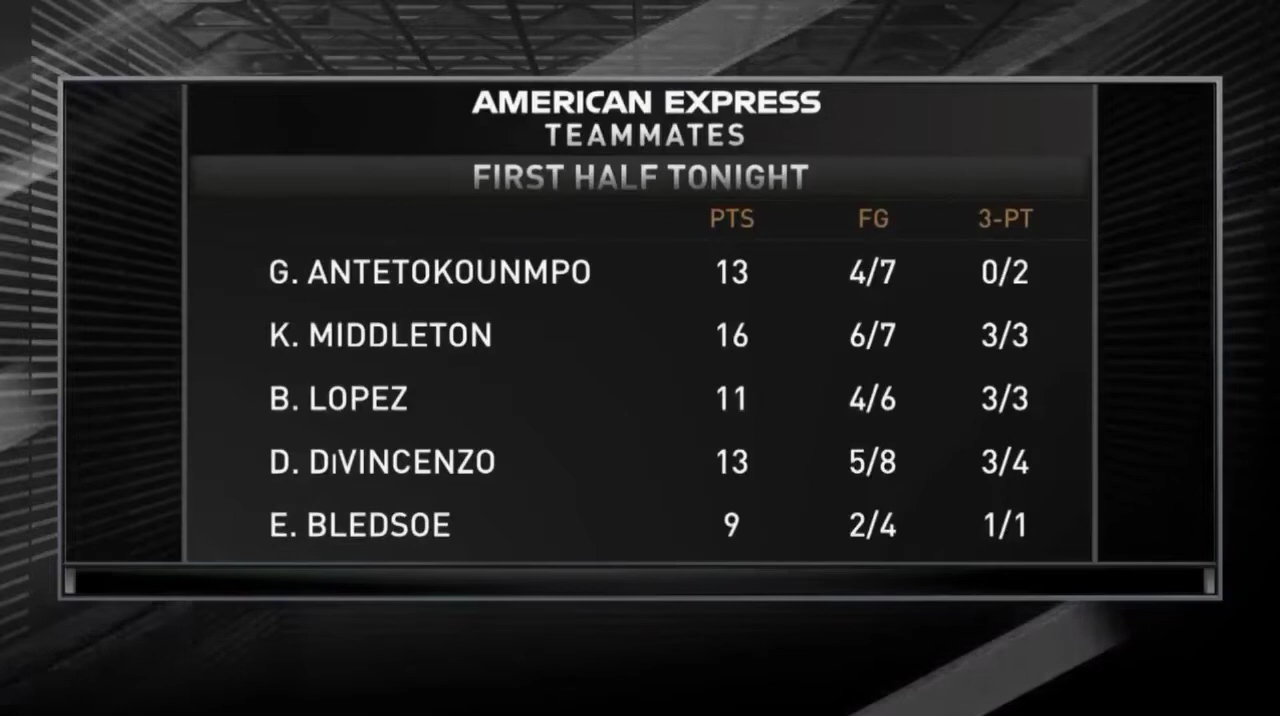 AMERICAN EXPRESS
TEAMMATES
FIRST HALF TONIGHT
PTS FG 3-PT
G. ANTETOKOUNMPO 13 4/7 0/2
K. MIDDLETON 16 6/7 3/3
B. LOPEZ 11 4/6 3/3
D. DiVINCENZO 13 5/8 3/4
E. BLEDSOE 9 2/4 1/1